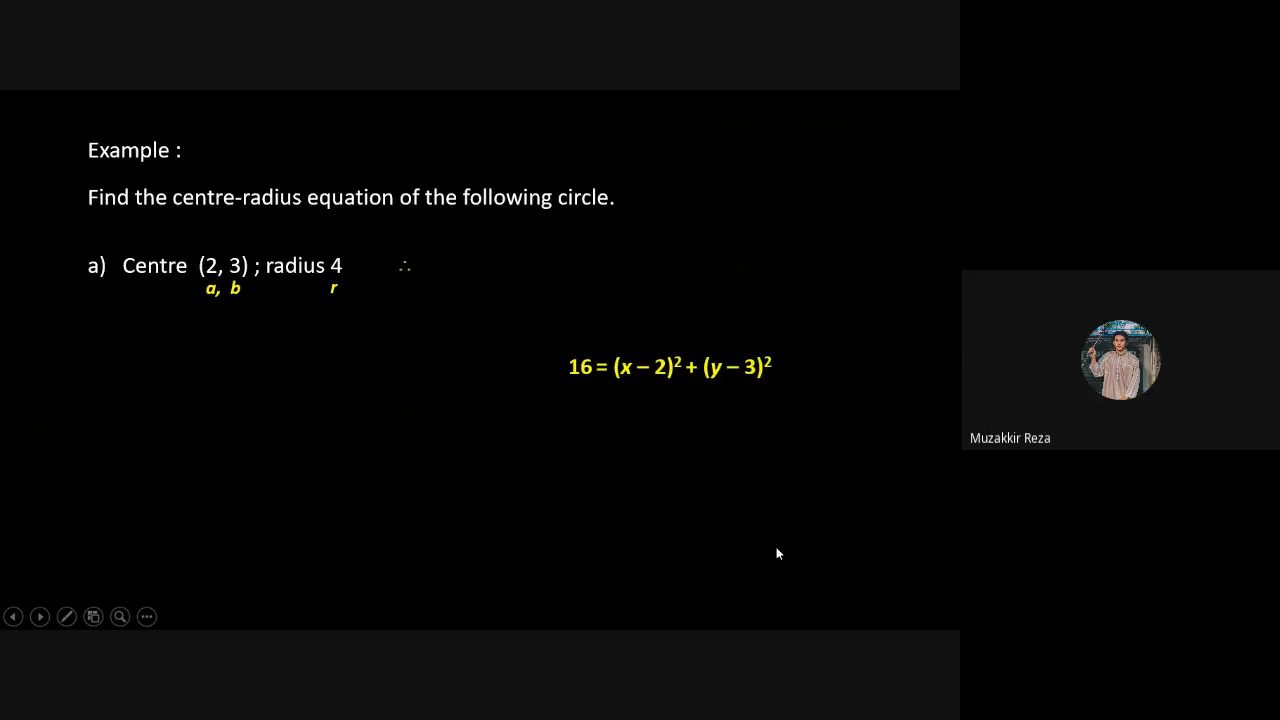 Example :
Find the centre-radius equation of the following circle.
a) Centre (2, 3) ; radius 4 ∴
a, b r
16 = (x – 2)² + (y – 3)²
Muzakkir Reza